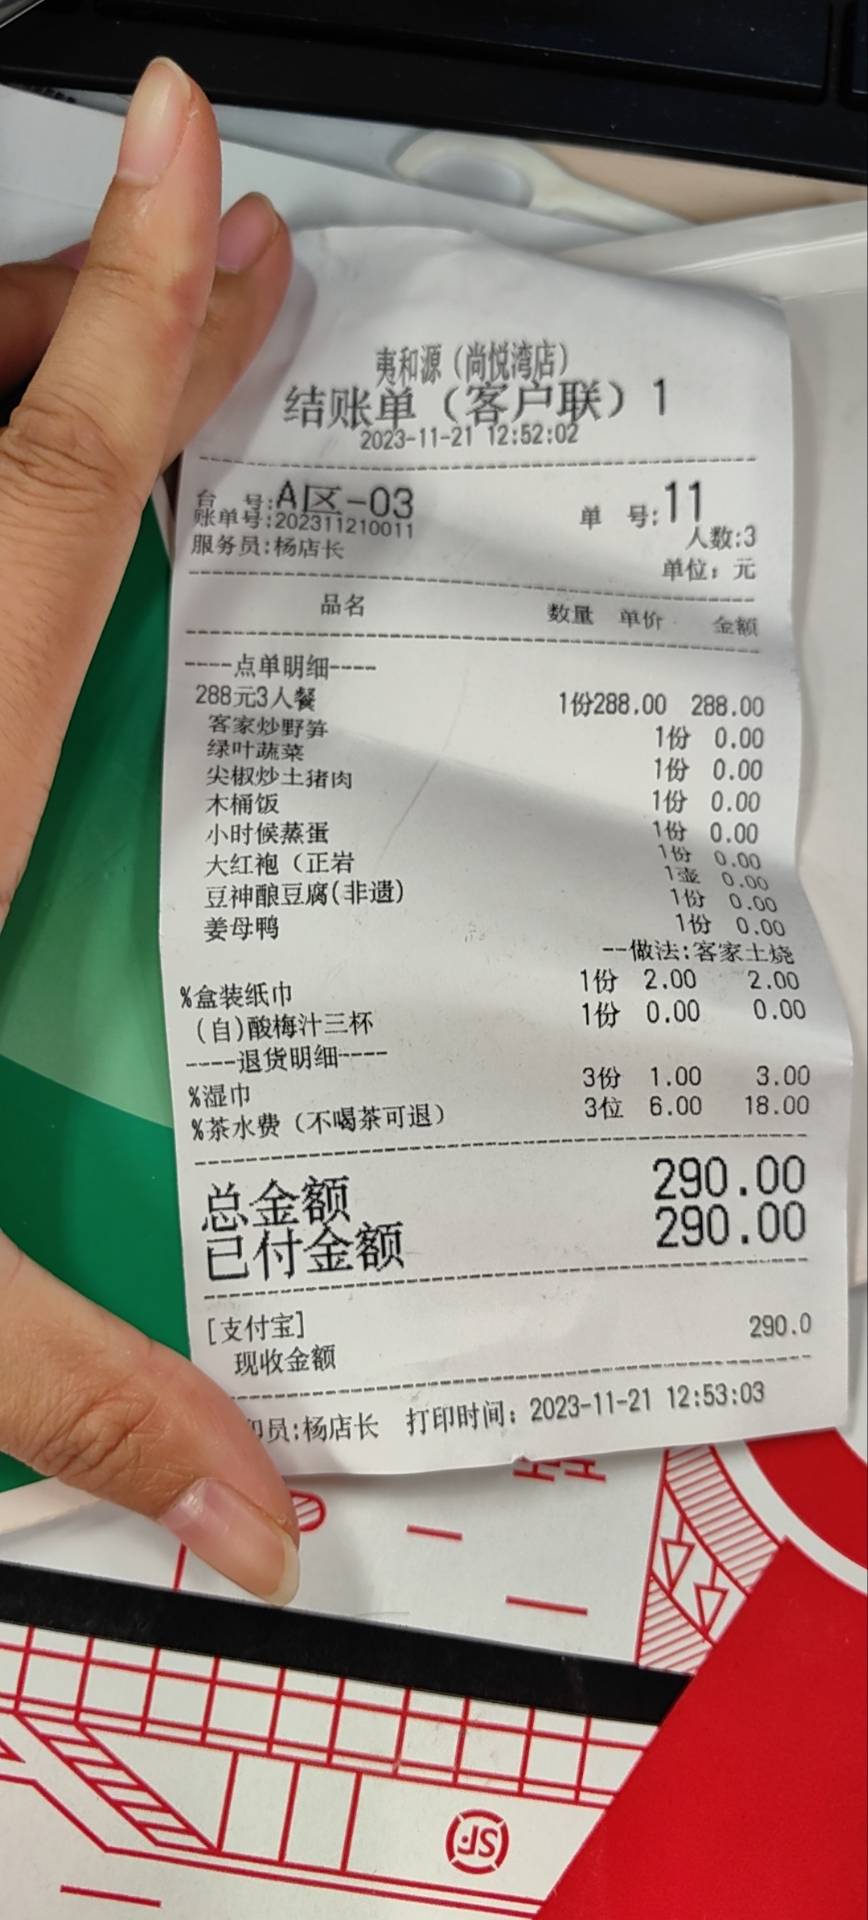 夷和源（尚悦湾店）
结账单（客户联）1
2023-11-21 12:52:02
台 号:A区-03 单 号:11
账单号:202311210011 人数:3
服务员:杨店长 单位：元
品名 数量 单价 金额
----点单明细----
288元3人餐 1份288.00 288.00
客家炒野笋 1份 0.00
绿叶蔬菜 1份 0.00
尖椒炒土猪肉 1份 0.00
木桶饭 1份 0.00
小时候蒸蛋 1份 0.00
大红袍（正岩 1壶 0.00
豆神酿豆腐(非遗) 1份 0.00
姜母鸭 1份 0.00
--做法:客家土烧
%盒装纸巾 1份 2.00 2.00
(自)酸梅汁三杯 1份 0.00 0.00
----退货明细----
%湿巾 3份 1.00 3.00
%茶水费（不喝茶可退） 3位 6.00 18.00
总金额 290.00
已付金额 290.00
[支付宝]
现收金额 290.0
印员:杨店长 打印时间：2023-11-21 12:53:03
JS